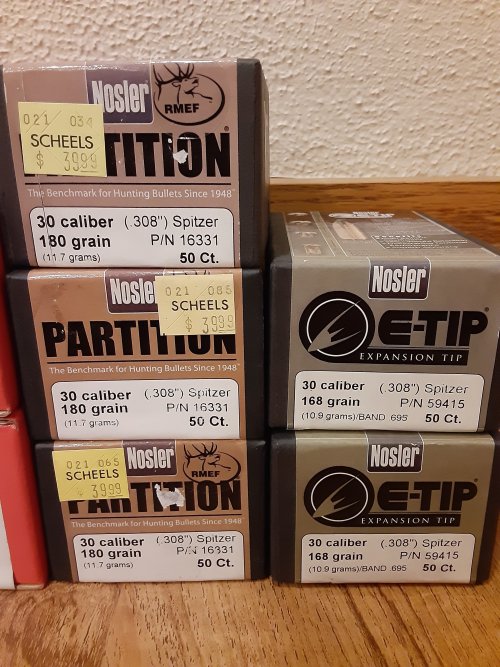 Nosler
RMEF
021/ 034
SCHEELS
$ 3999
TITION
The Benchmark for Hunting Bullets Since 1948
30 caliber (.308") Spitzer
180 grain P/N 16331
(11.7 grams) 50 Ct.
Nosle
021 / 085
SCHEELS
$ 3999
PARTITION
The Benchmark for Hunting Bullets Since 1948
30 caliber (.308") Spitzer
180 grain P/N 16331
(11.7 grams) 50 Ct.
Nosler
RMEF
021 065
SCHEELS
3999
PARTITION
The Benchmark for Hunting Bullets Since 1948
30 caliber (.308") Spitzer
180 grain P/N 16331
(11.7 grams) 50 Ct.
Nosler
E-TIP®
EXPANSION TIP
30 caliber (.308") Spitzer
168 grain P/N 59415
(10.9 grams)/BAND .695 50 Ct.
Nosler
E-TIP®
EXPANSION TIP
30 caliber (.308") Spitzer
168 grain P/N 59415
(10.9 grams)/BAND .695 50 Ct.